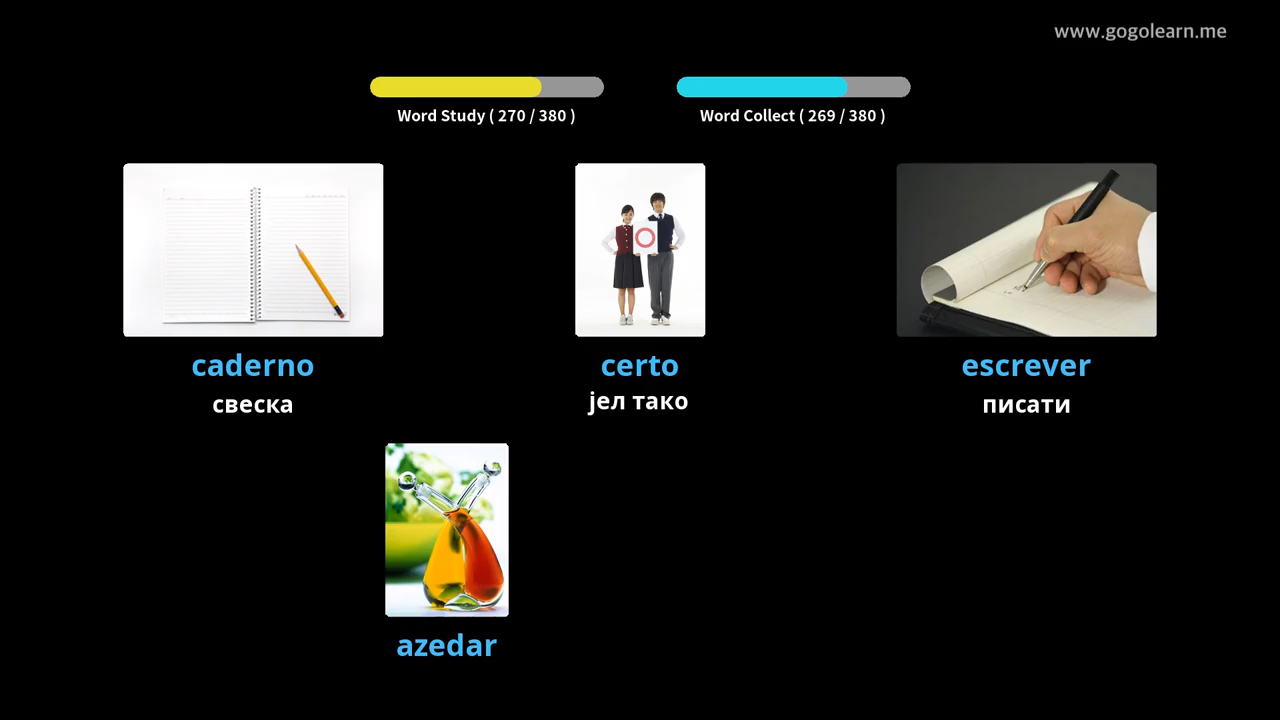 www.gogolearn.me
Word Study ( 270 / 380 )
Word Collect ( 269 / 380 )
caderno
certo
escrever
свеска
јел тако
писати
azedar